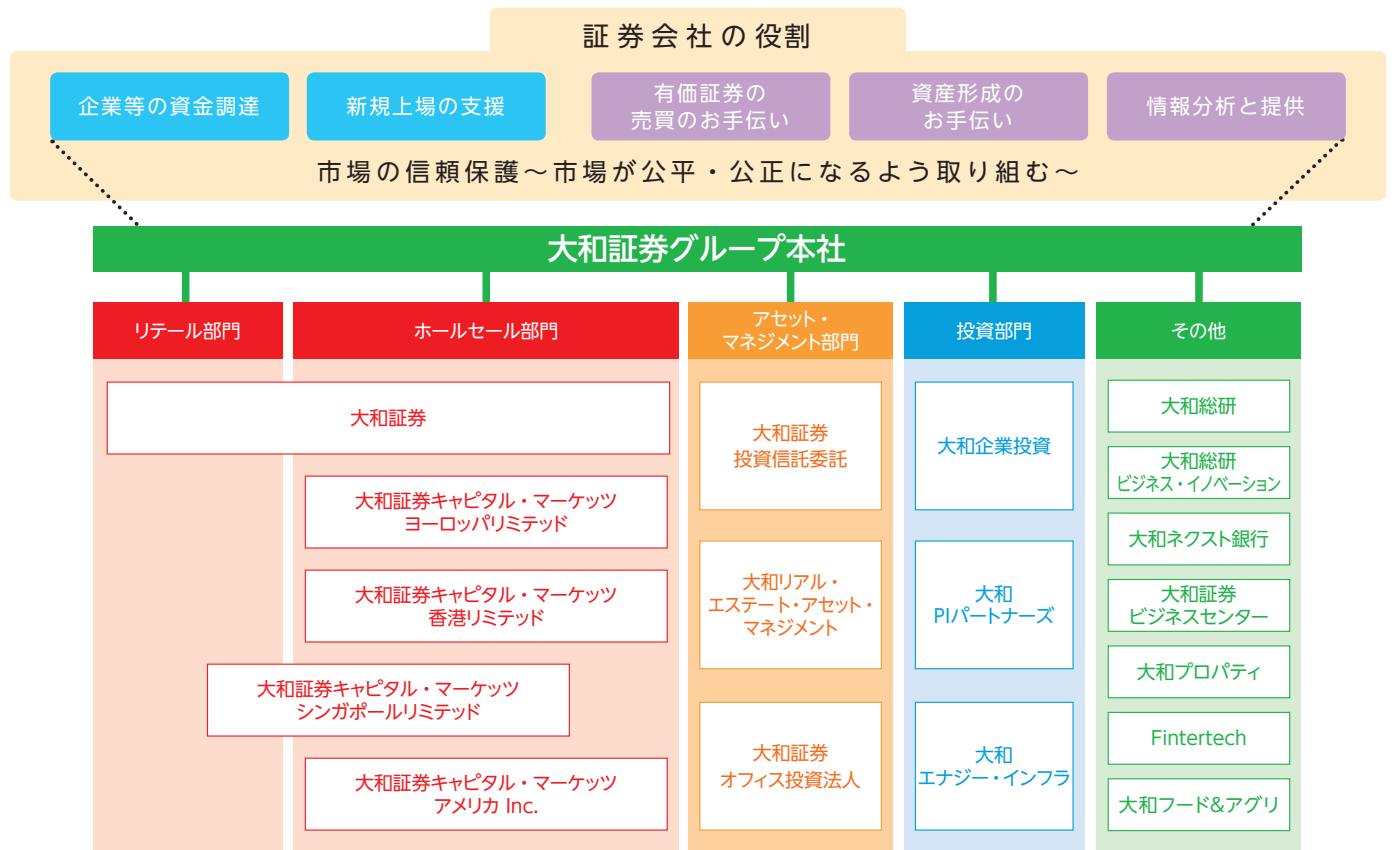 証券会社の役割
企業等の資金調達
新規上場の支援
有価証券の
売買のお手伝い
資産形成の
お手伝い
情報分析と提供
市場の信頼保護～市場が公平・公正になるよう取り組む～
大和証券グループ本社
リテール部門
ホールセール部門
アセット・
マネジメント部門
投資部門
その他
大和証券
大和証券キャピタル・マーケッツ
ヨーロッパリミテッド
大和証券キャピタル・マーケッツ
香港リミテッド
大和証券キャピタル・マーケッツ
シンガポールリミテッド
大和証券キャピタル・マーケッツ
アメリカ Inc.
大和証券
投資信託委託
大和リアル・
エステート・アセット・
マネジメント
大和証券
オフィス投資法人
大和企業投資
大和
PIパートナーズ
大和
エナジー・インフラ
大和総研
大和総研
ビジネス・イノベーション
大和ネクスト銀行
大和証券
ビジネスセンター
大和プロパティ
Fintertech
大和フード&アグリ